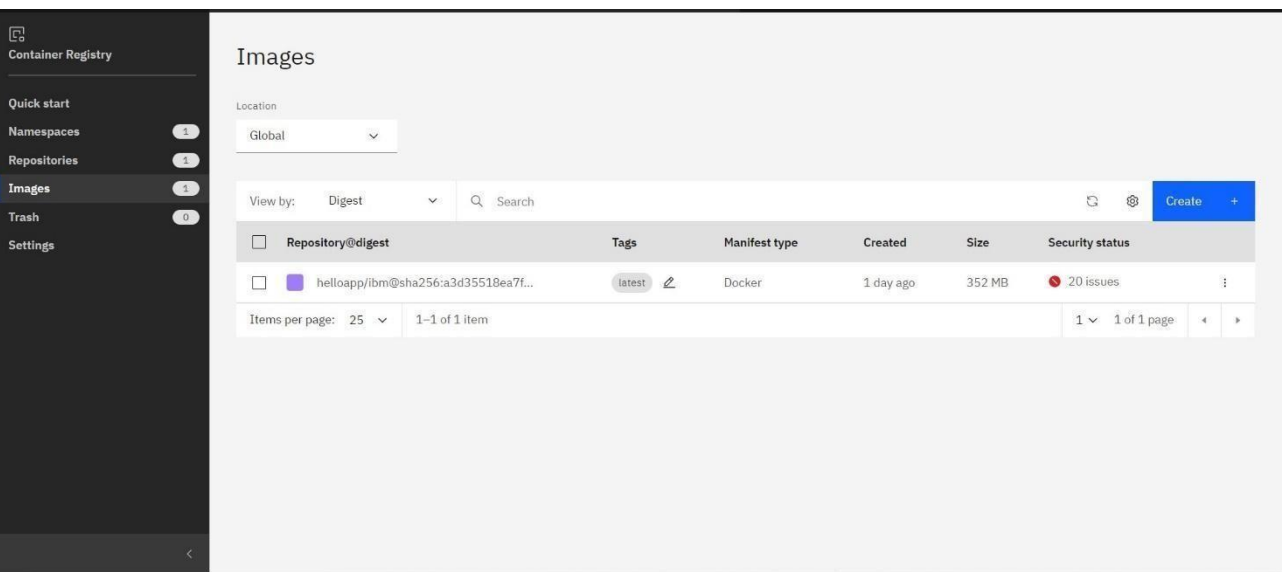 Container Registry
Quick start
Namespaces 1
Repositories 1
Images 1
Trash 0
Settings
Images
Location
Global
View by: Digest Search Create +
Repository@digest Tags Manifest type Created Size Security status
helloapp/ibm@sha256:a3d35518ea7f... latest Docker 1 day ago 352 MB 20 issues
Items per page: 25 1–1 of 1 item 1 1 of 1 page